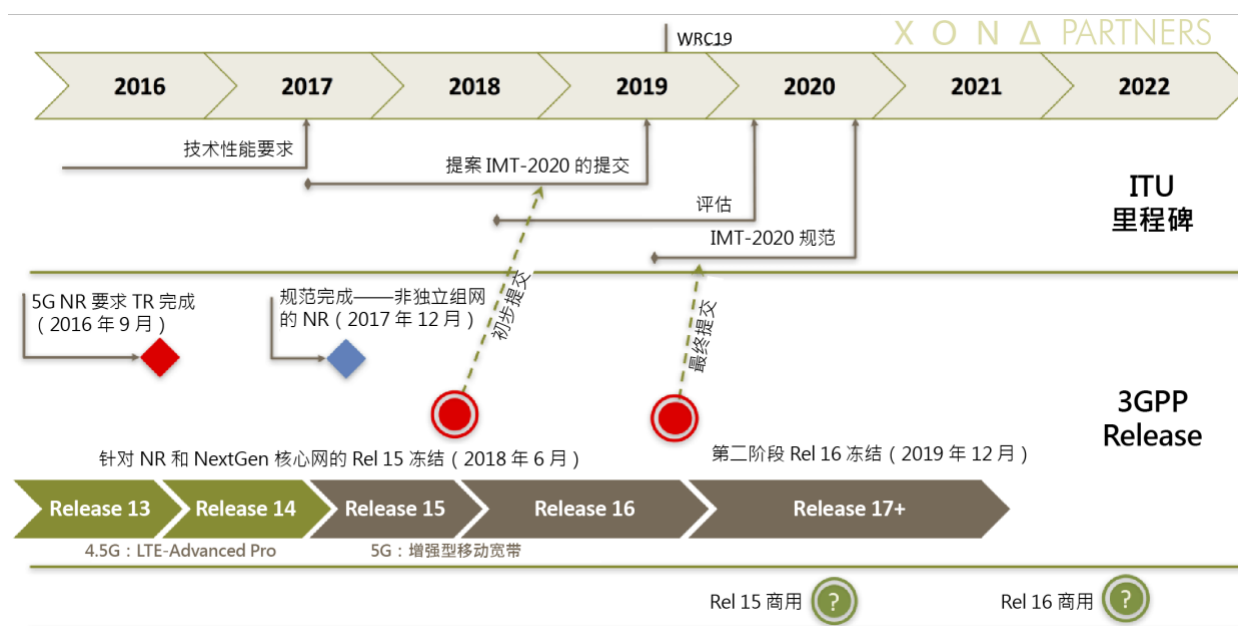 XONΔ PARTNERS
WRC19
2016
2017
2018
2019
2020
2021
2022
技术性能要求
提案 IMT-2020 的提交
评估
IMT-2020 规范
ITU
里程碑
5G NR 要求 TR 完成
（2016 年 9 月）
规范完成——非独立组网
的 NR（2017 年 12 月）
初步提交
最终提交
3GPP
Release
针对 NR 和 NextGen 核心网的 Rel 15 冻结（2018 年 6 月）
第二阶段 Rel 16 冻结（2019 年 12 月）
Release 13
Release 14
Release 15
Release 16
Release 17+
4.5G：LTE-Advanced Pro
5G：增强型移动宽带
Rel 15 商用
?
Rel 16 商用
?